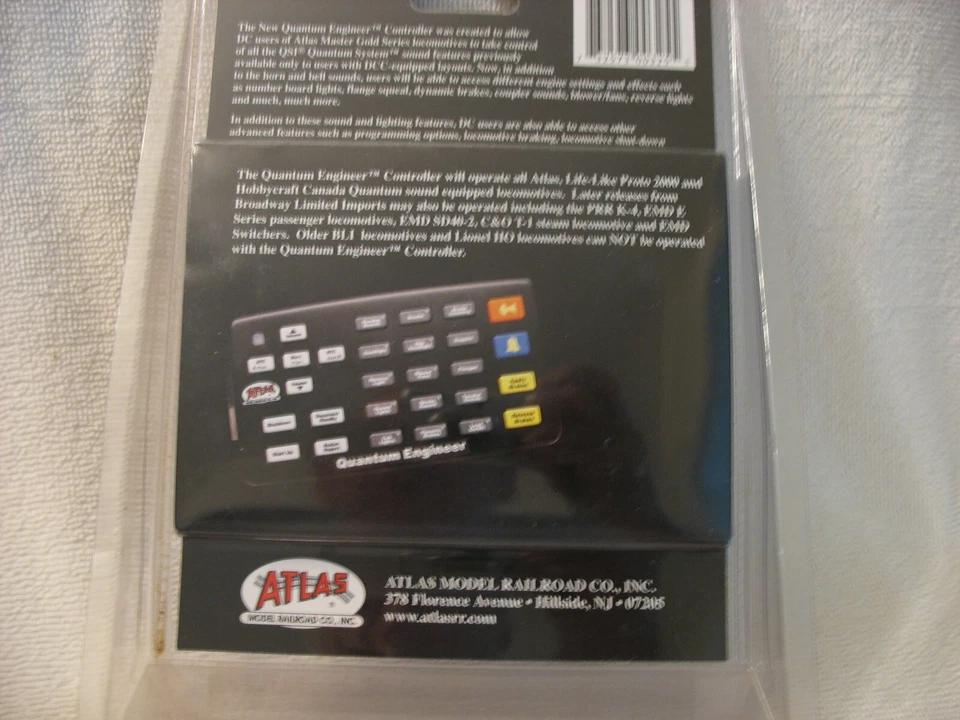 The New Quantum Engineer™ Controller was created to allow
DC users of Atlas Master Gold Series locomotives to take control
of all the QSI® Quantum System™ sound features previously
available only to users with DCC-equipped layouts. Now, in addition
to the horn and bell sounds, users will be able to access different engine settings and effects such
as number board lights, flange squeal, dynamic brakes, coupler sounds, blower/fans, reverse lights
and much, much more.
In addition to these sound and lighting features, DC users are also able to access other
advanced features such as programming options, locomotive braking, locomotive shut-down
The Quantum Engineer™ Controller will operate all Atlas, Life-Like Proto 2000 and
Hobbycraft Canada Quantum sound equipped locomotives. Later releases from
Broadway Limited Imports may also be operated including the PRR K-4, EMD E
Series passenger locomotives, EMD SD40-2, C&O T-1 steam locomotive and EMD
Switchers. Older BLI locomotives and Lionel HO locomotives can NOT be operated
with the Quantum Engineer™ Controller.
ATLAS
Shutdown
Start Up
Quantum Engineer
ATLAS ®
MODEL RAILROAD CO., INC.
ATLAS MODEL RAILROAD CO., INC.
378 Florence Avenue • Hillside, NJ • 07205
www.atlasrr.com